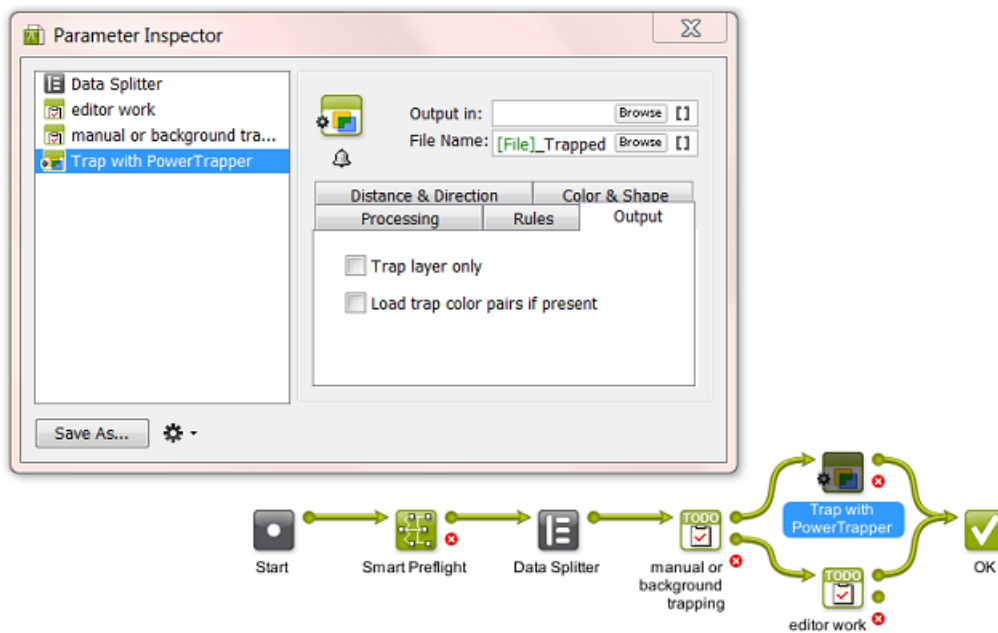 Parameter Inspector
Data Splitter
editor work
manual or background tra...
Trap with PowerTrapper
Output in:
Browse
[]
File Name:
[File]_Trapped
Browse
[]
Distance & Direction
Color & Shape
Processing
Rules
Output
Trap layer only
Load trap color pairs if present
Save As...
Start
Smart Preflight
Data Splitter
TODO
manual or
background
trapping
Trap with
PowerTrapper
TODO
editor work
OK